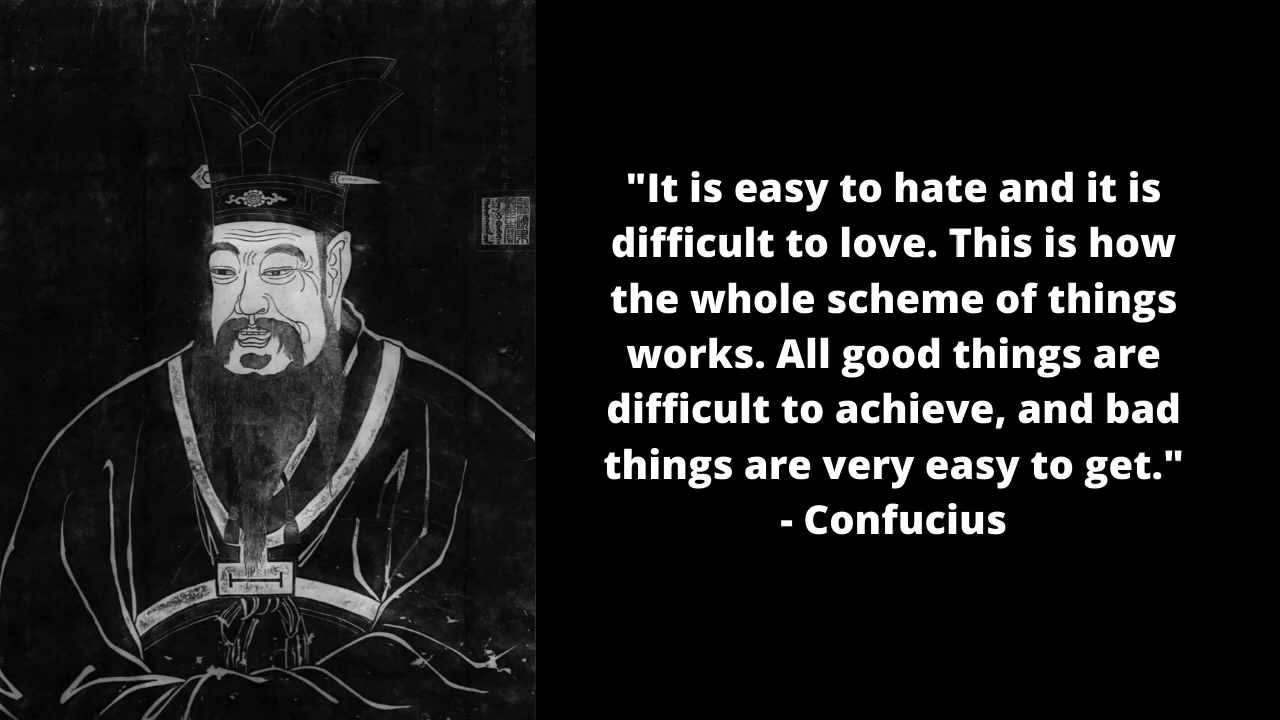 "It is easy to hate and it is
difficult to love. This is how
the whole scheme of things
works. All good things are
difficult to achieve, and bad
things are very easy to get."
- Confucius